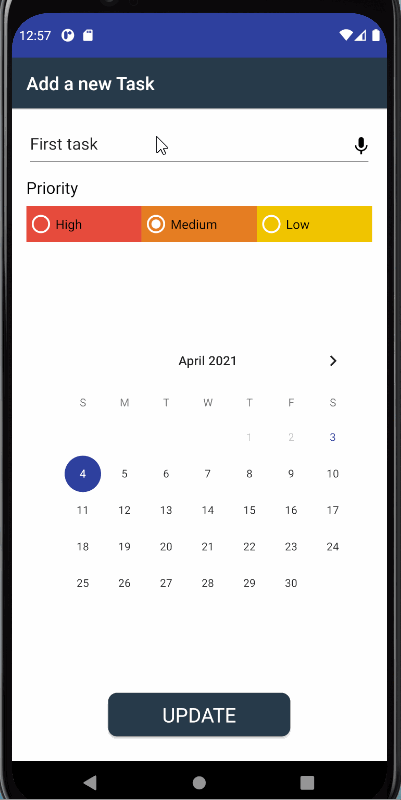 12:57
Add a new Task
First task
Priority
High Medium Low
April 2021
S M T W T F S
1 2 3
4 5 6 7 8 9 10
11 12 13 14 15 16 17
18 19 20 21 22 23 24
25 26 27 28 29 30
UPDATE